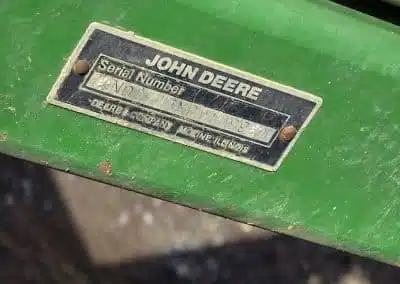 JOHN DEERE
Serial Number
DEERE & COMPANY MOLINE, ILLINOIS